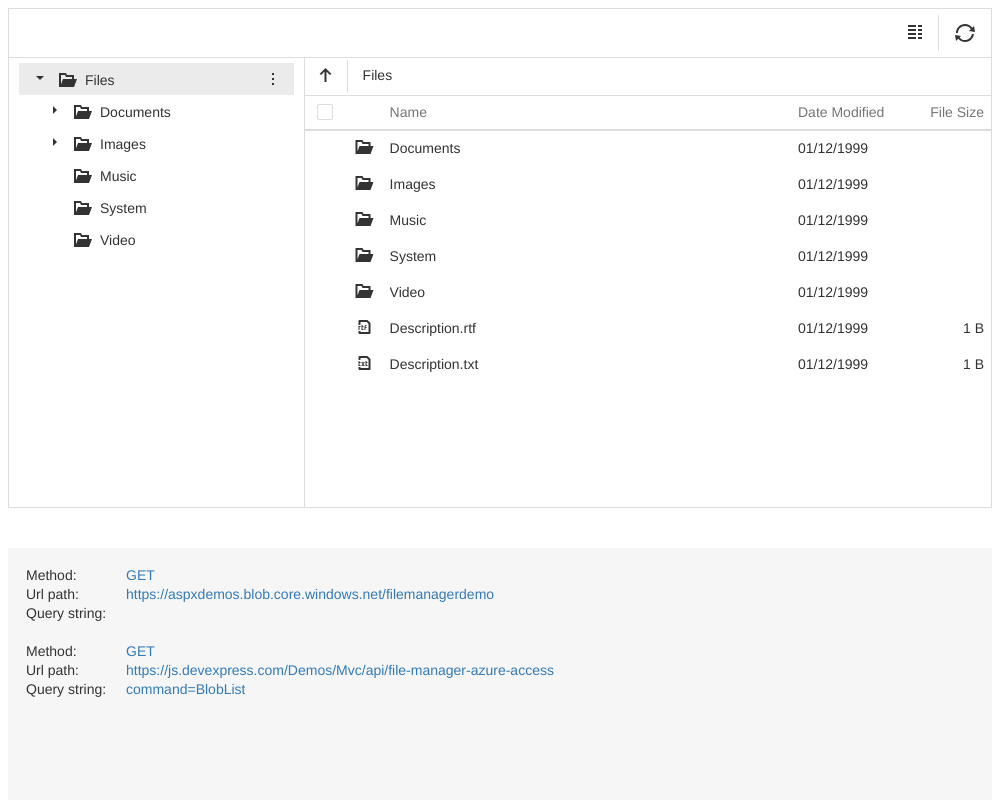 Files
Documents
Images
Music
System
Video
Files
Name Date Modified File Size
Documents 01/12/1999
Images 01/12/1999
Music 01/12/1999
System 01/12/1999
Video 01/12/1999
rtf Description.rtf 01/12/1999 1 B
txt Description.txt 01/12/1999 1 B
Method: GET
Url path: https://aspxdemos.blob.core.windows.net/filemanagerdemo
Query string:
Method: GET
Url path: https://js.devexpress.com/Demos/Mvc/api/file-manager-azure-access
Query string: command=BlobList